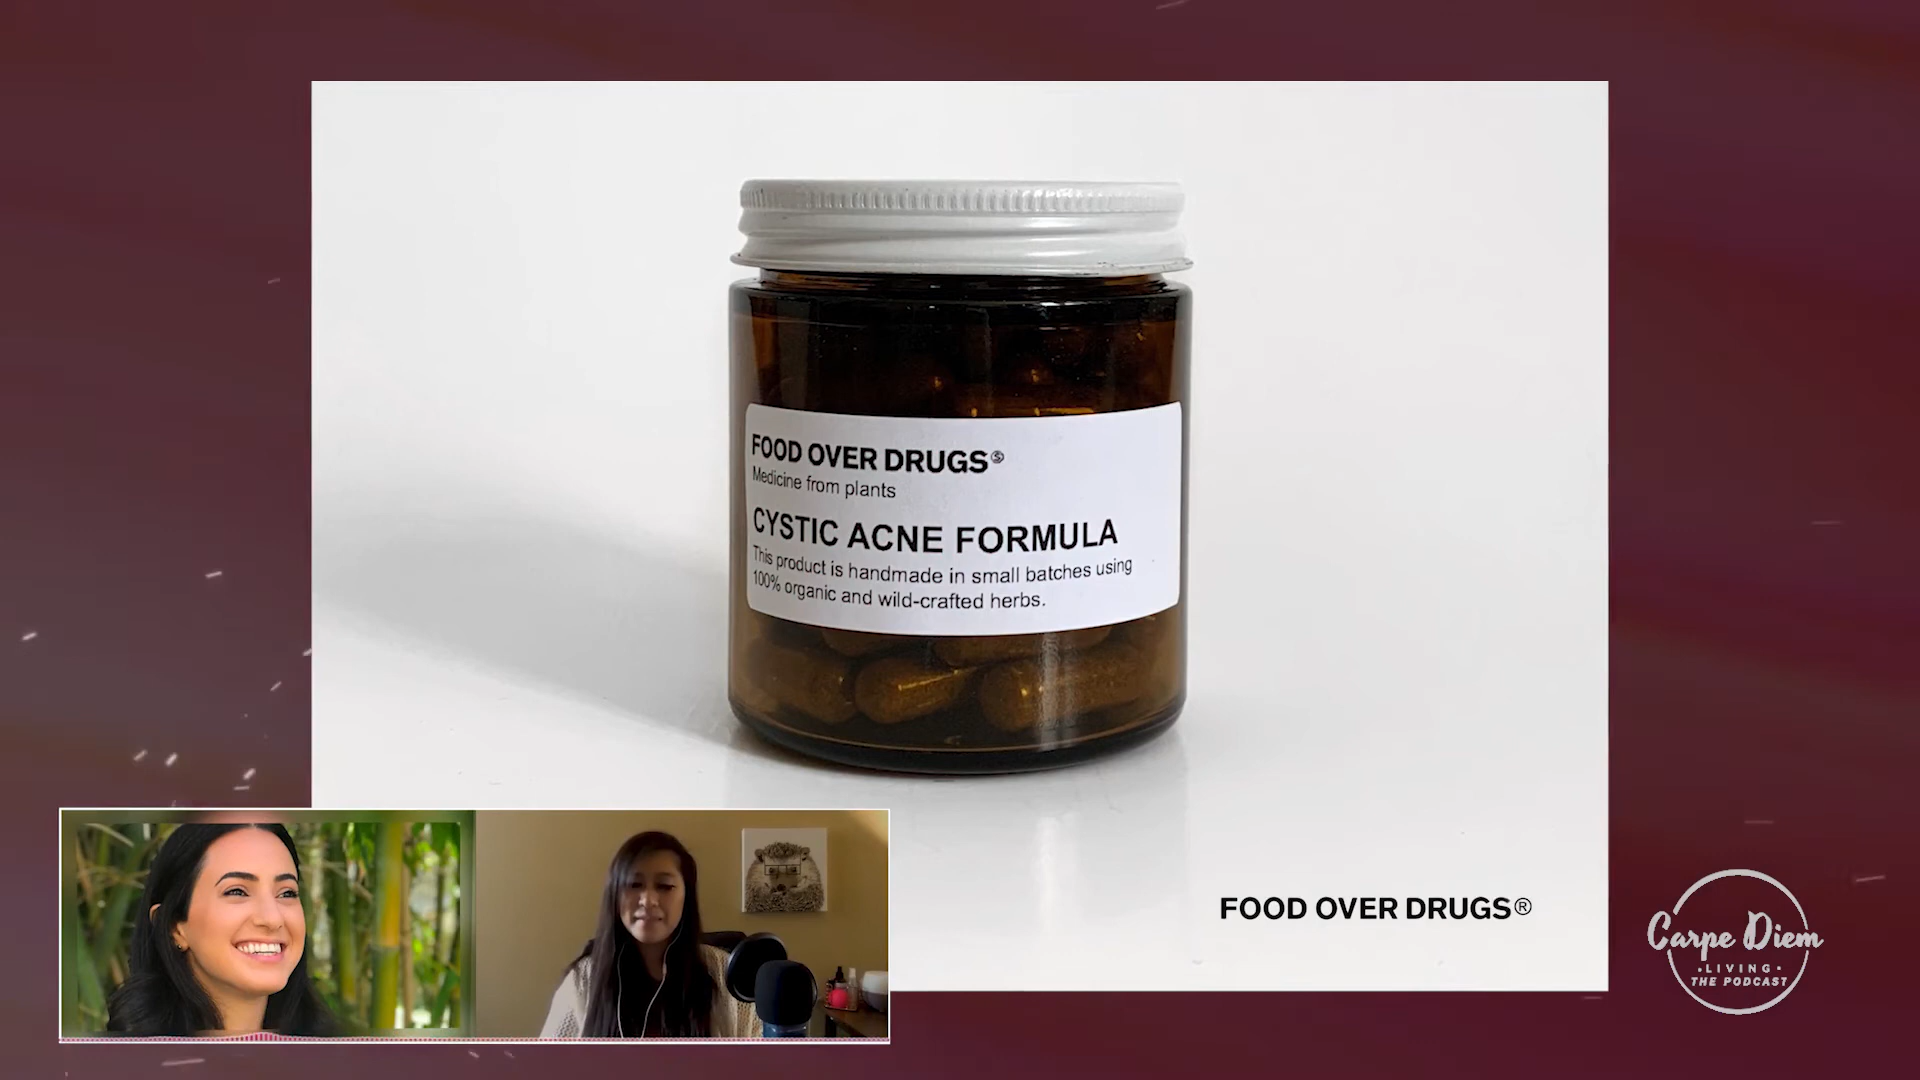 FOOD OVER DRUGS®
Medicine from plants
CYSTIC ACNE FORMULA
This product is handmade in small batches using
100% organic and wild-crafted herbs.
FOOD OVER DRUGS®
Carpe Diem
•LIVING•
THE PODCAST